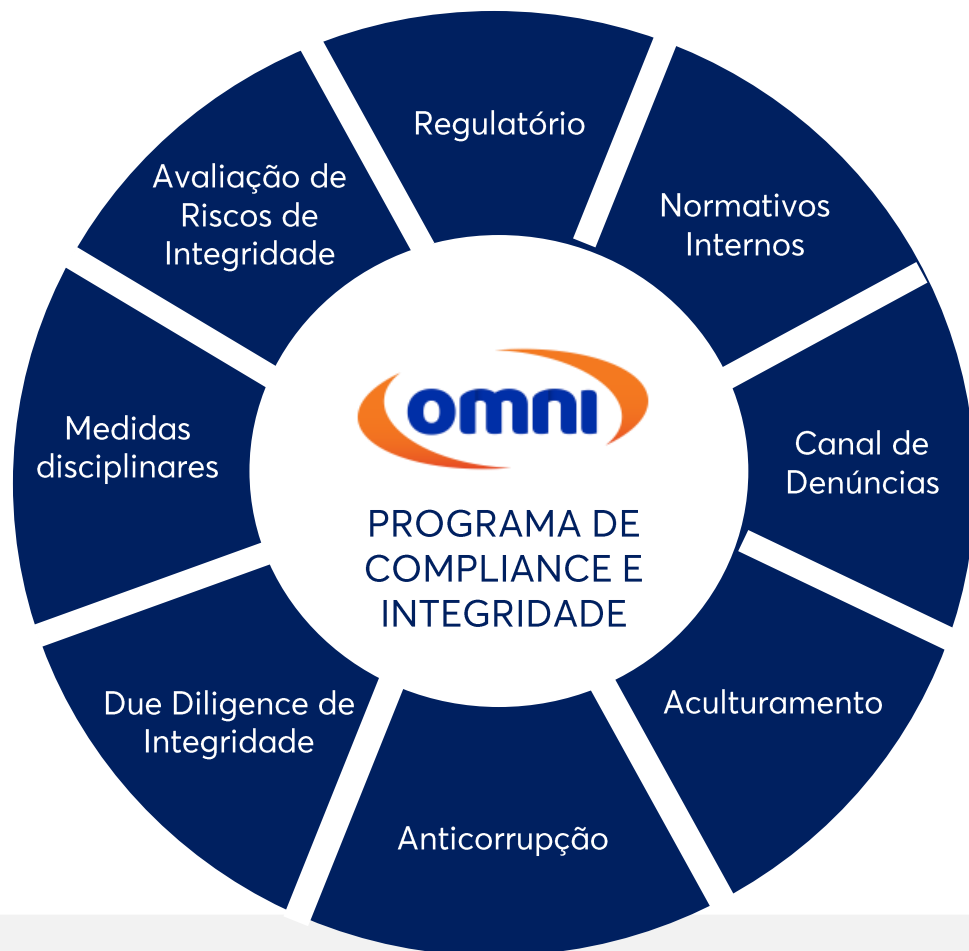 Regulatório
Normativos
Internos
Canal de
Denúncias
Aculturamento
Anticorrupção
Due Diligence de
Integridade
Medidas
disciplinares
Avaliação de
Riscos de
Integridade
omni
PROGRAMA DE
COMPLIANCE E
INTEGRIDADE